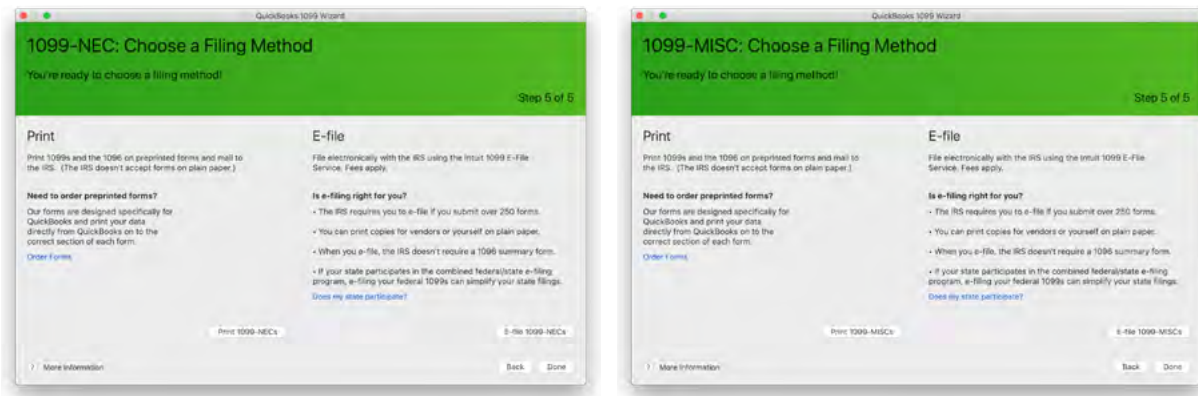 QuickBooks 1099 Wizard
1099-NEC: Choose a Filing Method
You're ready to choose a filing method!
Step 5 of 5
Print
Print 1099s and the 1096 on preprinted forms and mail to
the IRS. (The IRS doesn't accept forms on plain paper.)
Need to order preprinted forms?
Our forms are designed specifically for
QuickBooks and print your data
directly from QuickBooks on to the
correct section of each form.
Order Forms
Print 1099-NECs
E-file
File electronically with the IRS using the Intuit 1099 E-File
Service. Fees apply.
Is e-filing right for you?
• The IRS requires you to e-file if you submit over 250 forms.
• You can print copies for vendors or yourself on plain paper.
• When you e-file, the IRS doesn't require a 1096 summary form.
• If your state participates in the combined federal/state e-filing
program, e-filing your federal 1099s can simplify your state filings.
Does my state participate?
E-file 1099-NECs
More Information
Back
Done
QuickBooks 1099 Wizard
1099-MISC: Choose a Filing Method
You're ready to choose a filing method!
Step 5 of 5
Print
Print 1099s and the 1096 on preprinted forms and mail to
the IRS. (The IRS doesn't accept forms on plain paper.)
Need to order preprinted forms?
Our forms are designed specifically for
QuickBooks and print your data
directly from QuickBooks on to the
correct section of each form.
Order Forms
Print 1099-MISCs
E-file
File electronically with the IRS using the Intuit 1099 E-File
Service. Fees apply.
Is e-filing right for you?
• The IRS requires you to e-file if you submit over 250 forms.
• You can print copies for vendors or yourself on plain paper.
• When you e-file, the IRS doesn't require a 1096 summary form.
• If your state participates in the combined federal/state e-filing
program, e-filing your federal 1099s can simplify your state filings.
Does my state participate?
E-file 1099-MISCs
More Information
Back
Done